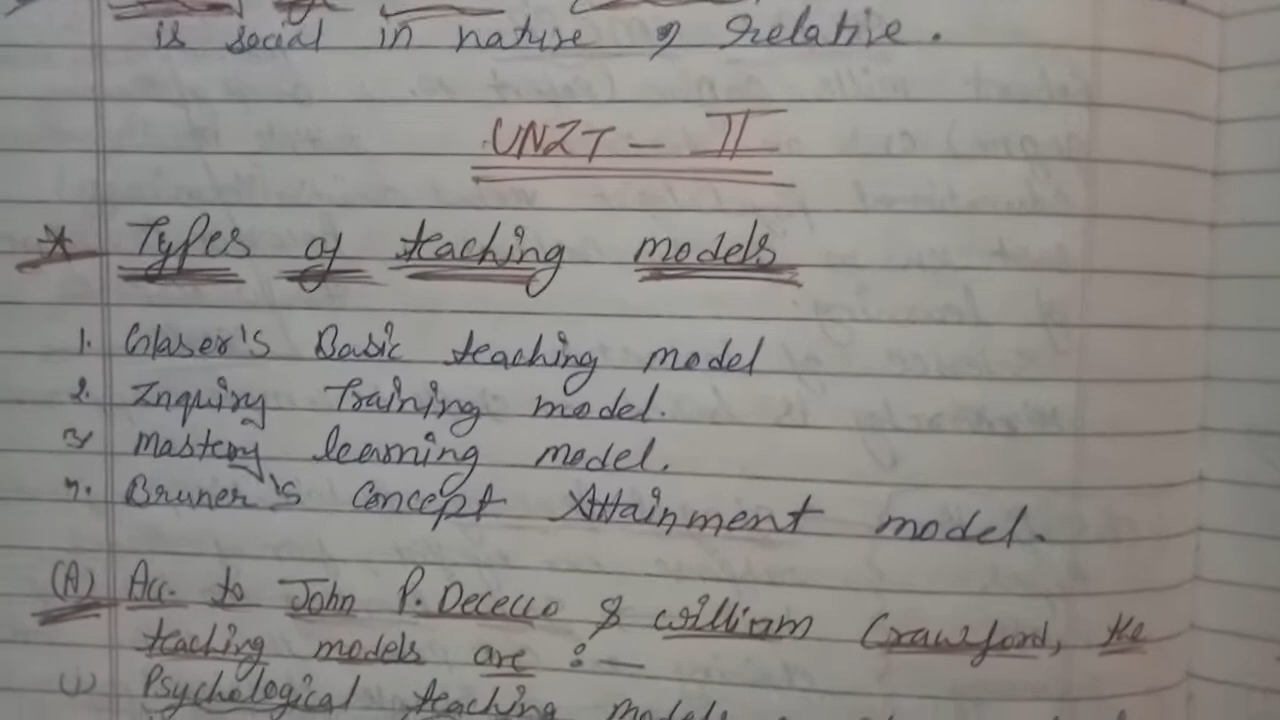 is social in nature & relative.
UNIT - II
* Types of teaching models
1. Glaser's Basic teaching model
2. Inquiry Training model.
3. Mastery learning model.
4. Bruner's Concept Attainment model.
(A) Acc. to John P. Dececco & William Crawford, the
teaching models are :-
(i) Psychological teaching models